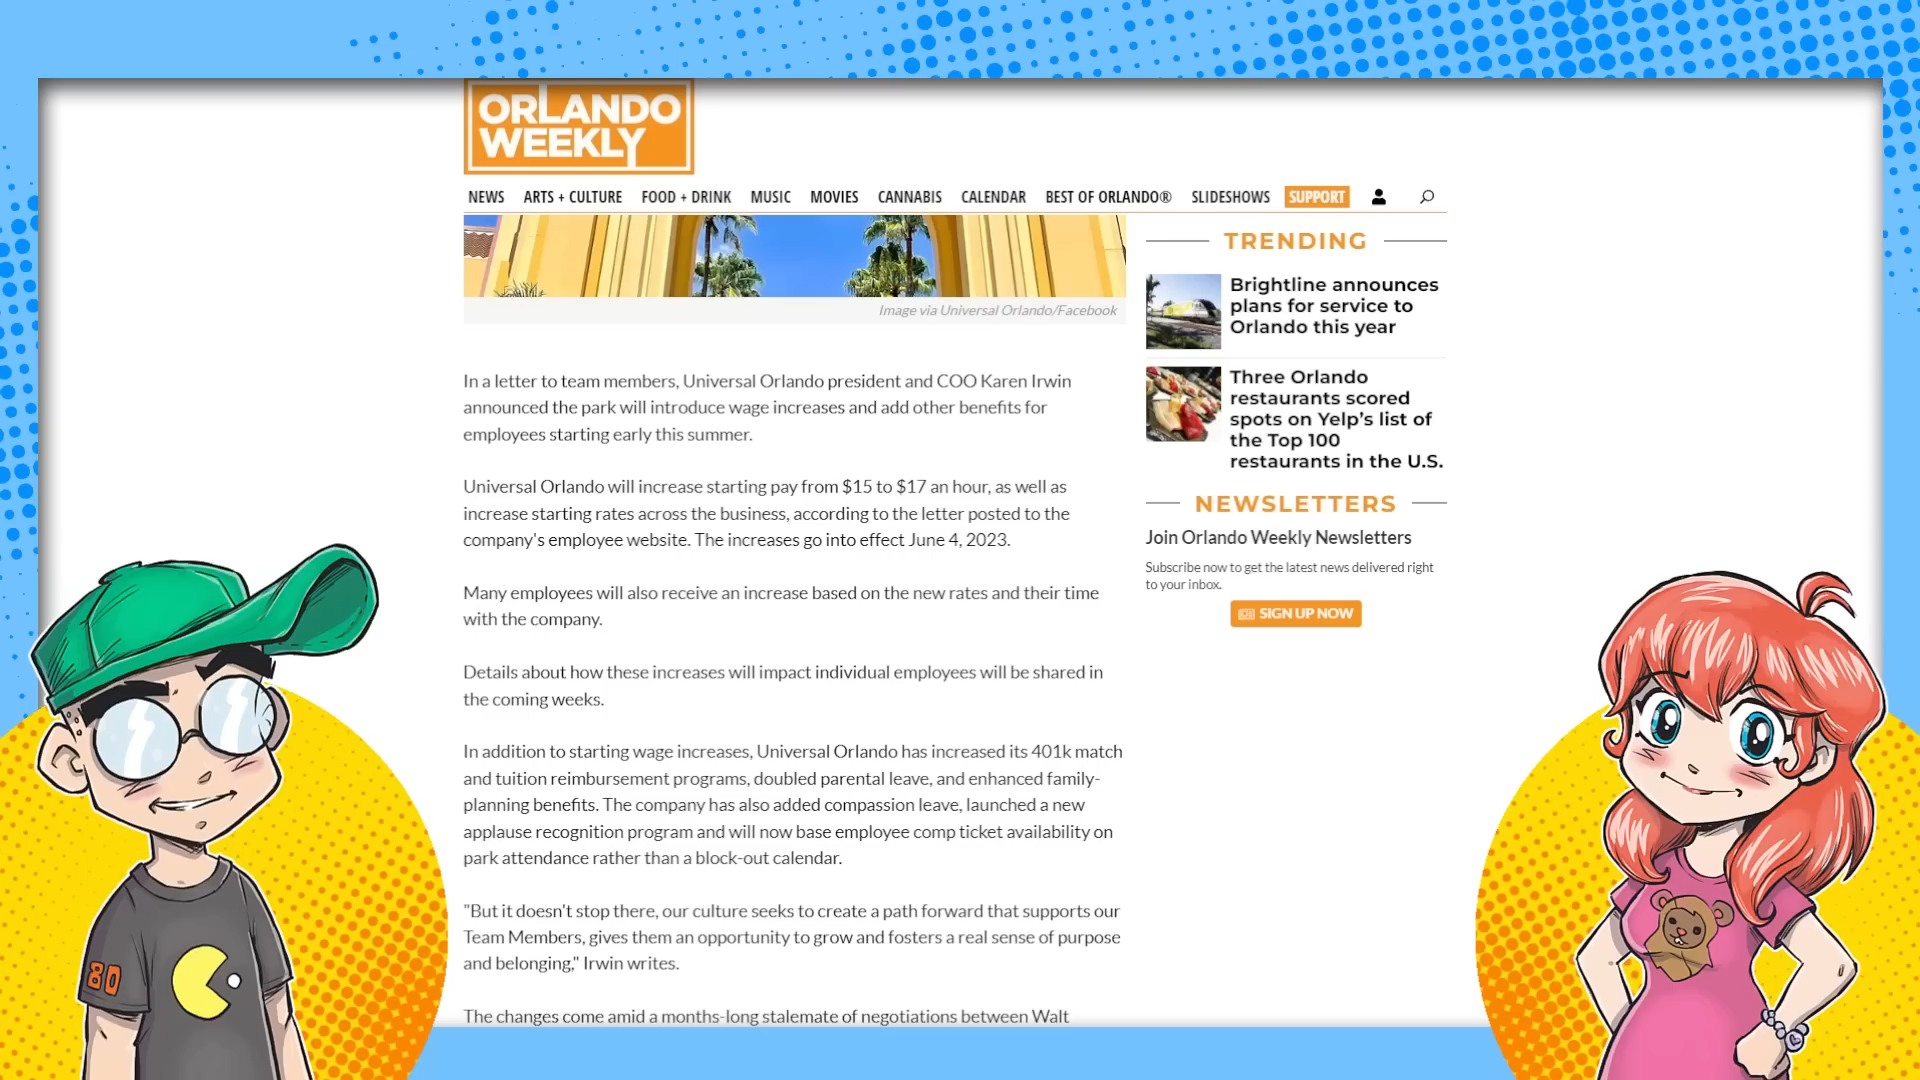 ORLANDO
WEEKLY
NEWS ARTS + CULTURE FOOD + DRINK MUSIC MOVIES CANNABIS CALENDAR BEST OF ORLANDO® SLIDESHOWS SUPPORT
Image via Universal Orlando/Facebook
In a letter to team members, Universal Orlando president and COO Karen Irwin
announced the park will introduce wage increases and add other benefits for
employees starting early this summer.
Universal Orlando will increase starting pay from $15 to $17 an hour, as well as
increase starting rates across the business, according to the letter posted to the
company's employee website. The increases go into effect June 4, 2023.
Many employees will also receive an increase based on the new rates and their time
with the company.
Details about how these increases will impact individual employees will be shared in
the coming weeks.
In addition to starting wage increases, Universal Orlando has increased its 401k match
and tuition reimbursement programs, doubled parental leave, and enhanced family-
planning benefits. The company has also added compassion leave, launched a new
applause recognition program and will now base employee comp ticket availability on
park attendance rather than a block-out calendar.
"But it doesn't stop there, our culture seeks to create a path forward that supports our
Team Members, gives them an opportunity to grow and fosters a real sense of purpose
and belonging," Irwin writes.
The changes come amid a months-long stalemate of negotiations between Walt
TRENDING
Brightline announces
plans for service to
Orlando this year
Three Orlando
restaurants scored
spots on Yelp's list of
the Top 100
restaurants in the U.S.
NEWSLETTERS
Join Orlando Weekly Newsletters
Subscribe now to get the latest news delivered right
to your inbox.
SIGN UP NOW
80